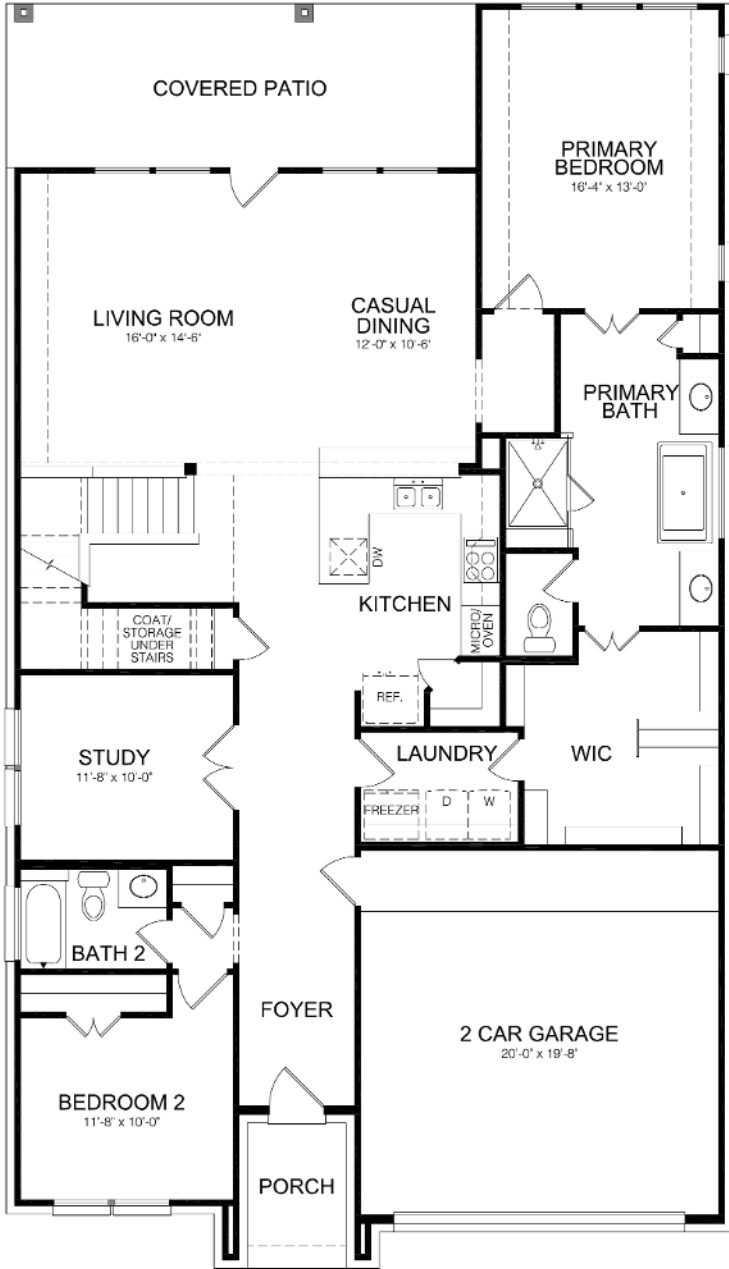 COVERED PATIO
PRIMARY
BEDROOM
16'-4" x 13'-0"
LIVING ROOM
16'-0" x 14'-6"
CASUAL
DINING
12'-0" x 10'-6"
PRIMARY
BATH
DW
KITCHEN
MICRO/
OVEN
COAT/
STORAGE
UNDER
STAIRS
REF.
STUDY
11'-8" x 10'-0"
LAUNDRY
WIC
FREEZER
D
W
BATH 2
FOYER
2 CAR GARAGE
20'-0" x 19'-8"
BEDROOM 2
11'-8" x 10'-0"
PORCH